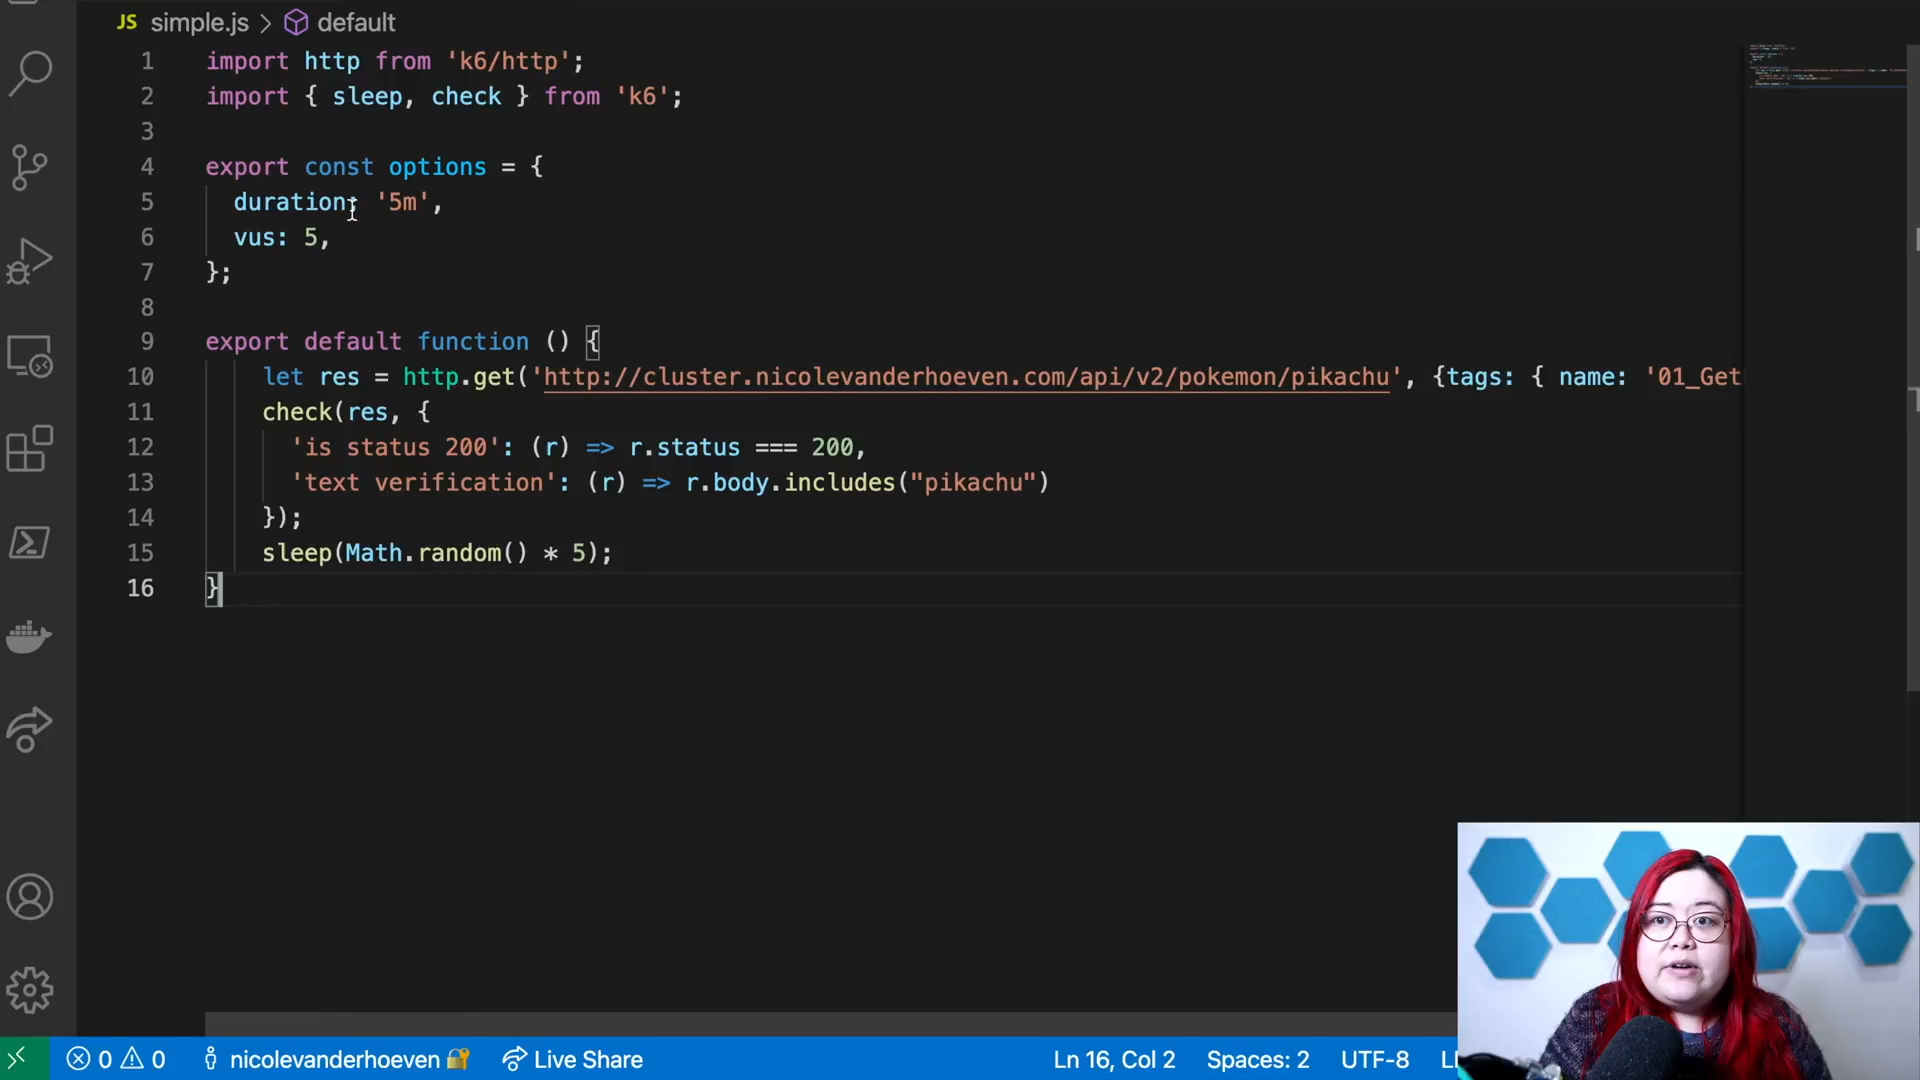 JS simple.js > default
1 import http from 'k6/http';
2 import { sleep, check } from 'k6';
3
4 export const options = {
5 duration: '5m',
6 vus: 5,
7 };
8
9 export default function () {
10 let res = http.get('http://cluster.nicolevanderhoeven.com/api/v2/pokemon/pikachu', {tags: { name: '01_Get
11 check(res, {
12 'is status 200': (r) => r.status === 200,
13 'text verification': (r) => r.body.includes("pikachu")
14 });
15 sleep(Math.random() * 5);
16 }
0 0 nicolevanderhoeven Live Share Ln 16, Col 2 Spaces: 2 UTF-8